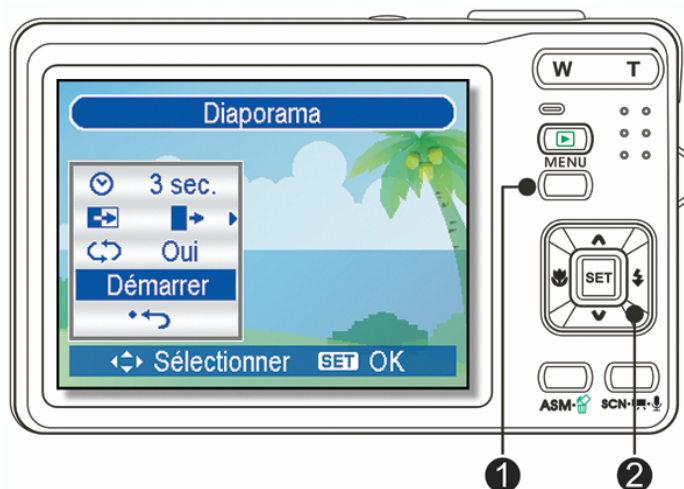 W T
Diaporama
MENU
3 sec.
Oui
SET
Démarrer
Sélectionner SET OK
ASM SCN
1 2